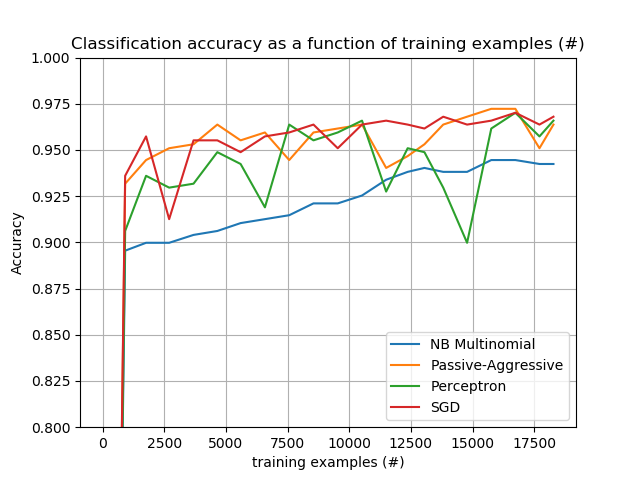 Classification accuracy as a function of training examples (#)
1.000
0.975
0.950
0.925
0.900
0.875
0.850
0.825
0.800
Accuracy
NB Multinomial
Passive-Aggressive
Perceptron
SGD
0 2500 5000 7500 10000 12500 15000 17500
training examples (#)